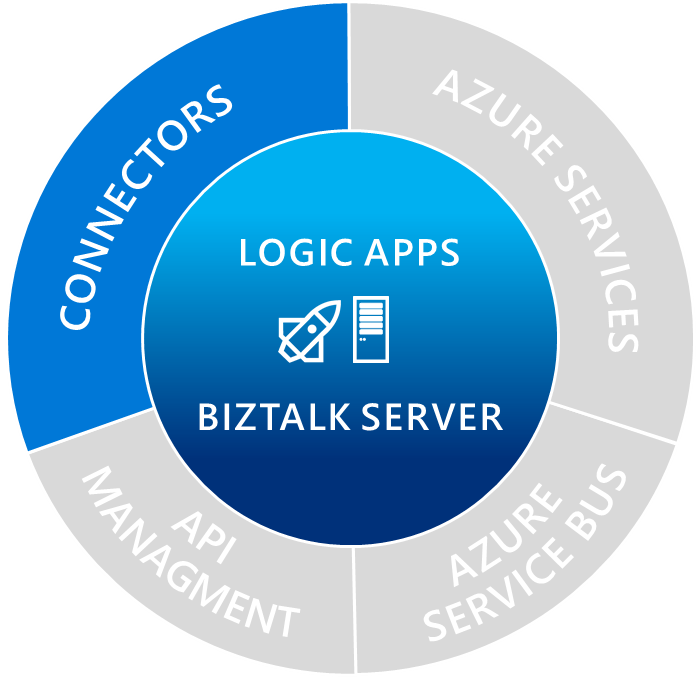 CONNECTORS
AZURE SERVICES
LOGIC APPS
BIZTALK SERVER
API
MANAGMENT
AZURE
SERVICE BUS